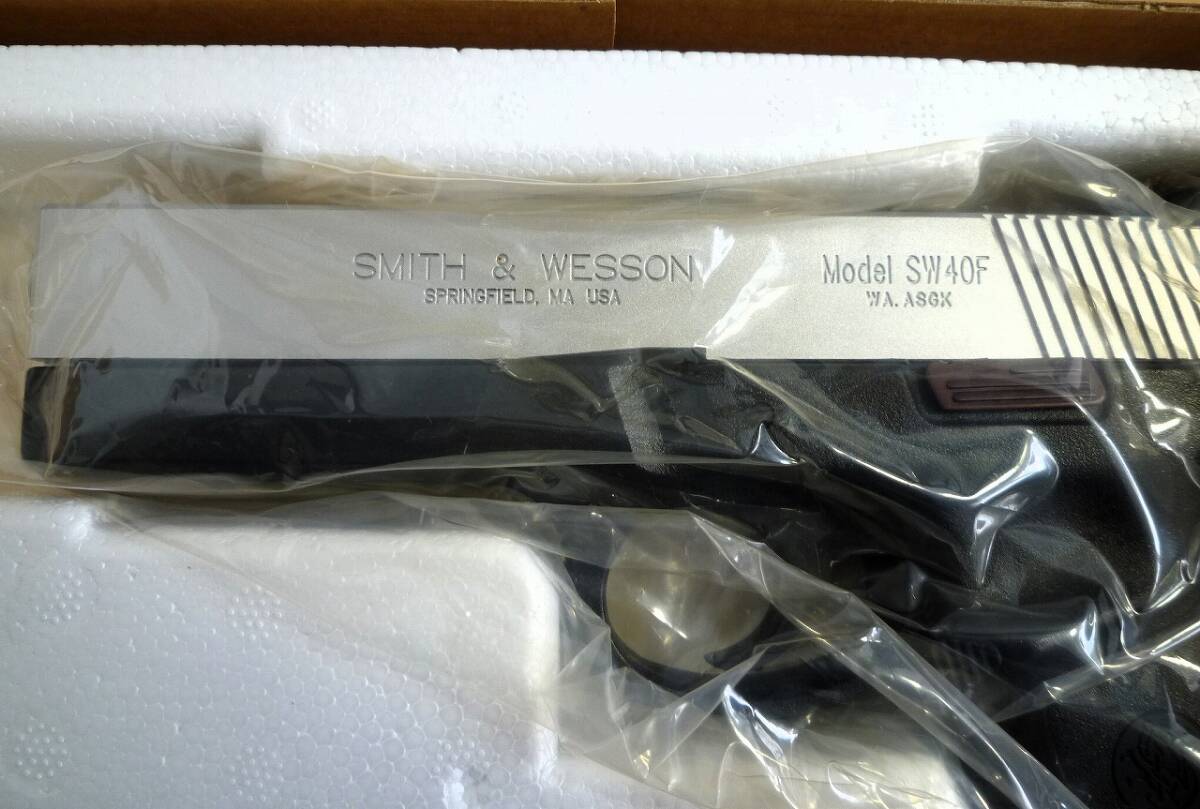 SMITH & WESSON
SPRINGFIELD, MA USA
Model SW40F
WA. ASGK